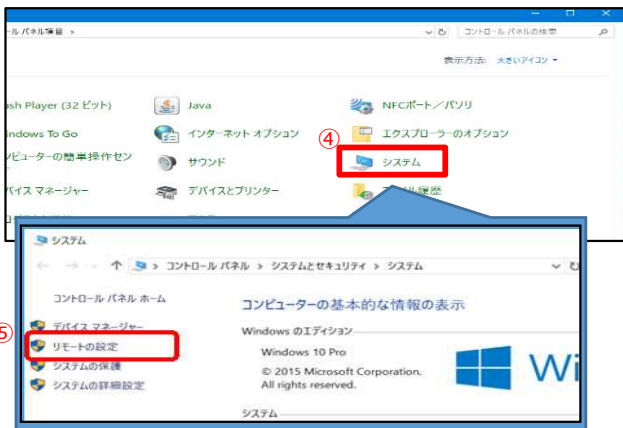 ール パネル項目 >
コントロール パネルの検索
表示方法: 大きいアイコン
ash Player (32 ビット)
Java
NFCポート／パソリ
indows To Go
インターネット オプション
④
エクスプローラーのオプション
ピューターの簡単操作セン
サウンド
システム
バイス マネージャー
デバイスとプリンター
ファイル履歴
システム
コントロール パネル > システムとセキュリティ > システム
コントロール パネル ホーム
コンピューターの基本的な情報の表示
⑤
デバイス マネージャー
Windows のエディション
リモートの設定
Windows 10 Pro
システムの保護
© 2015 Microsoft Corporation.
All rights reserved.
Wi
システムの詳細設定
システム